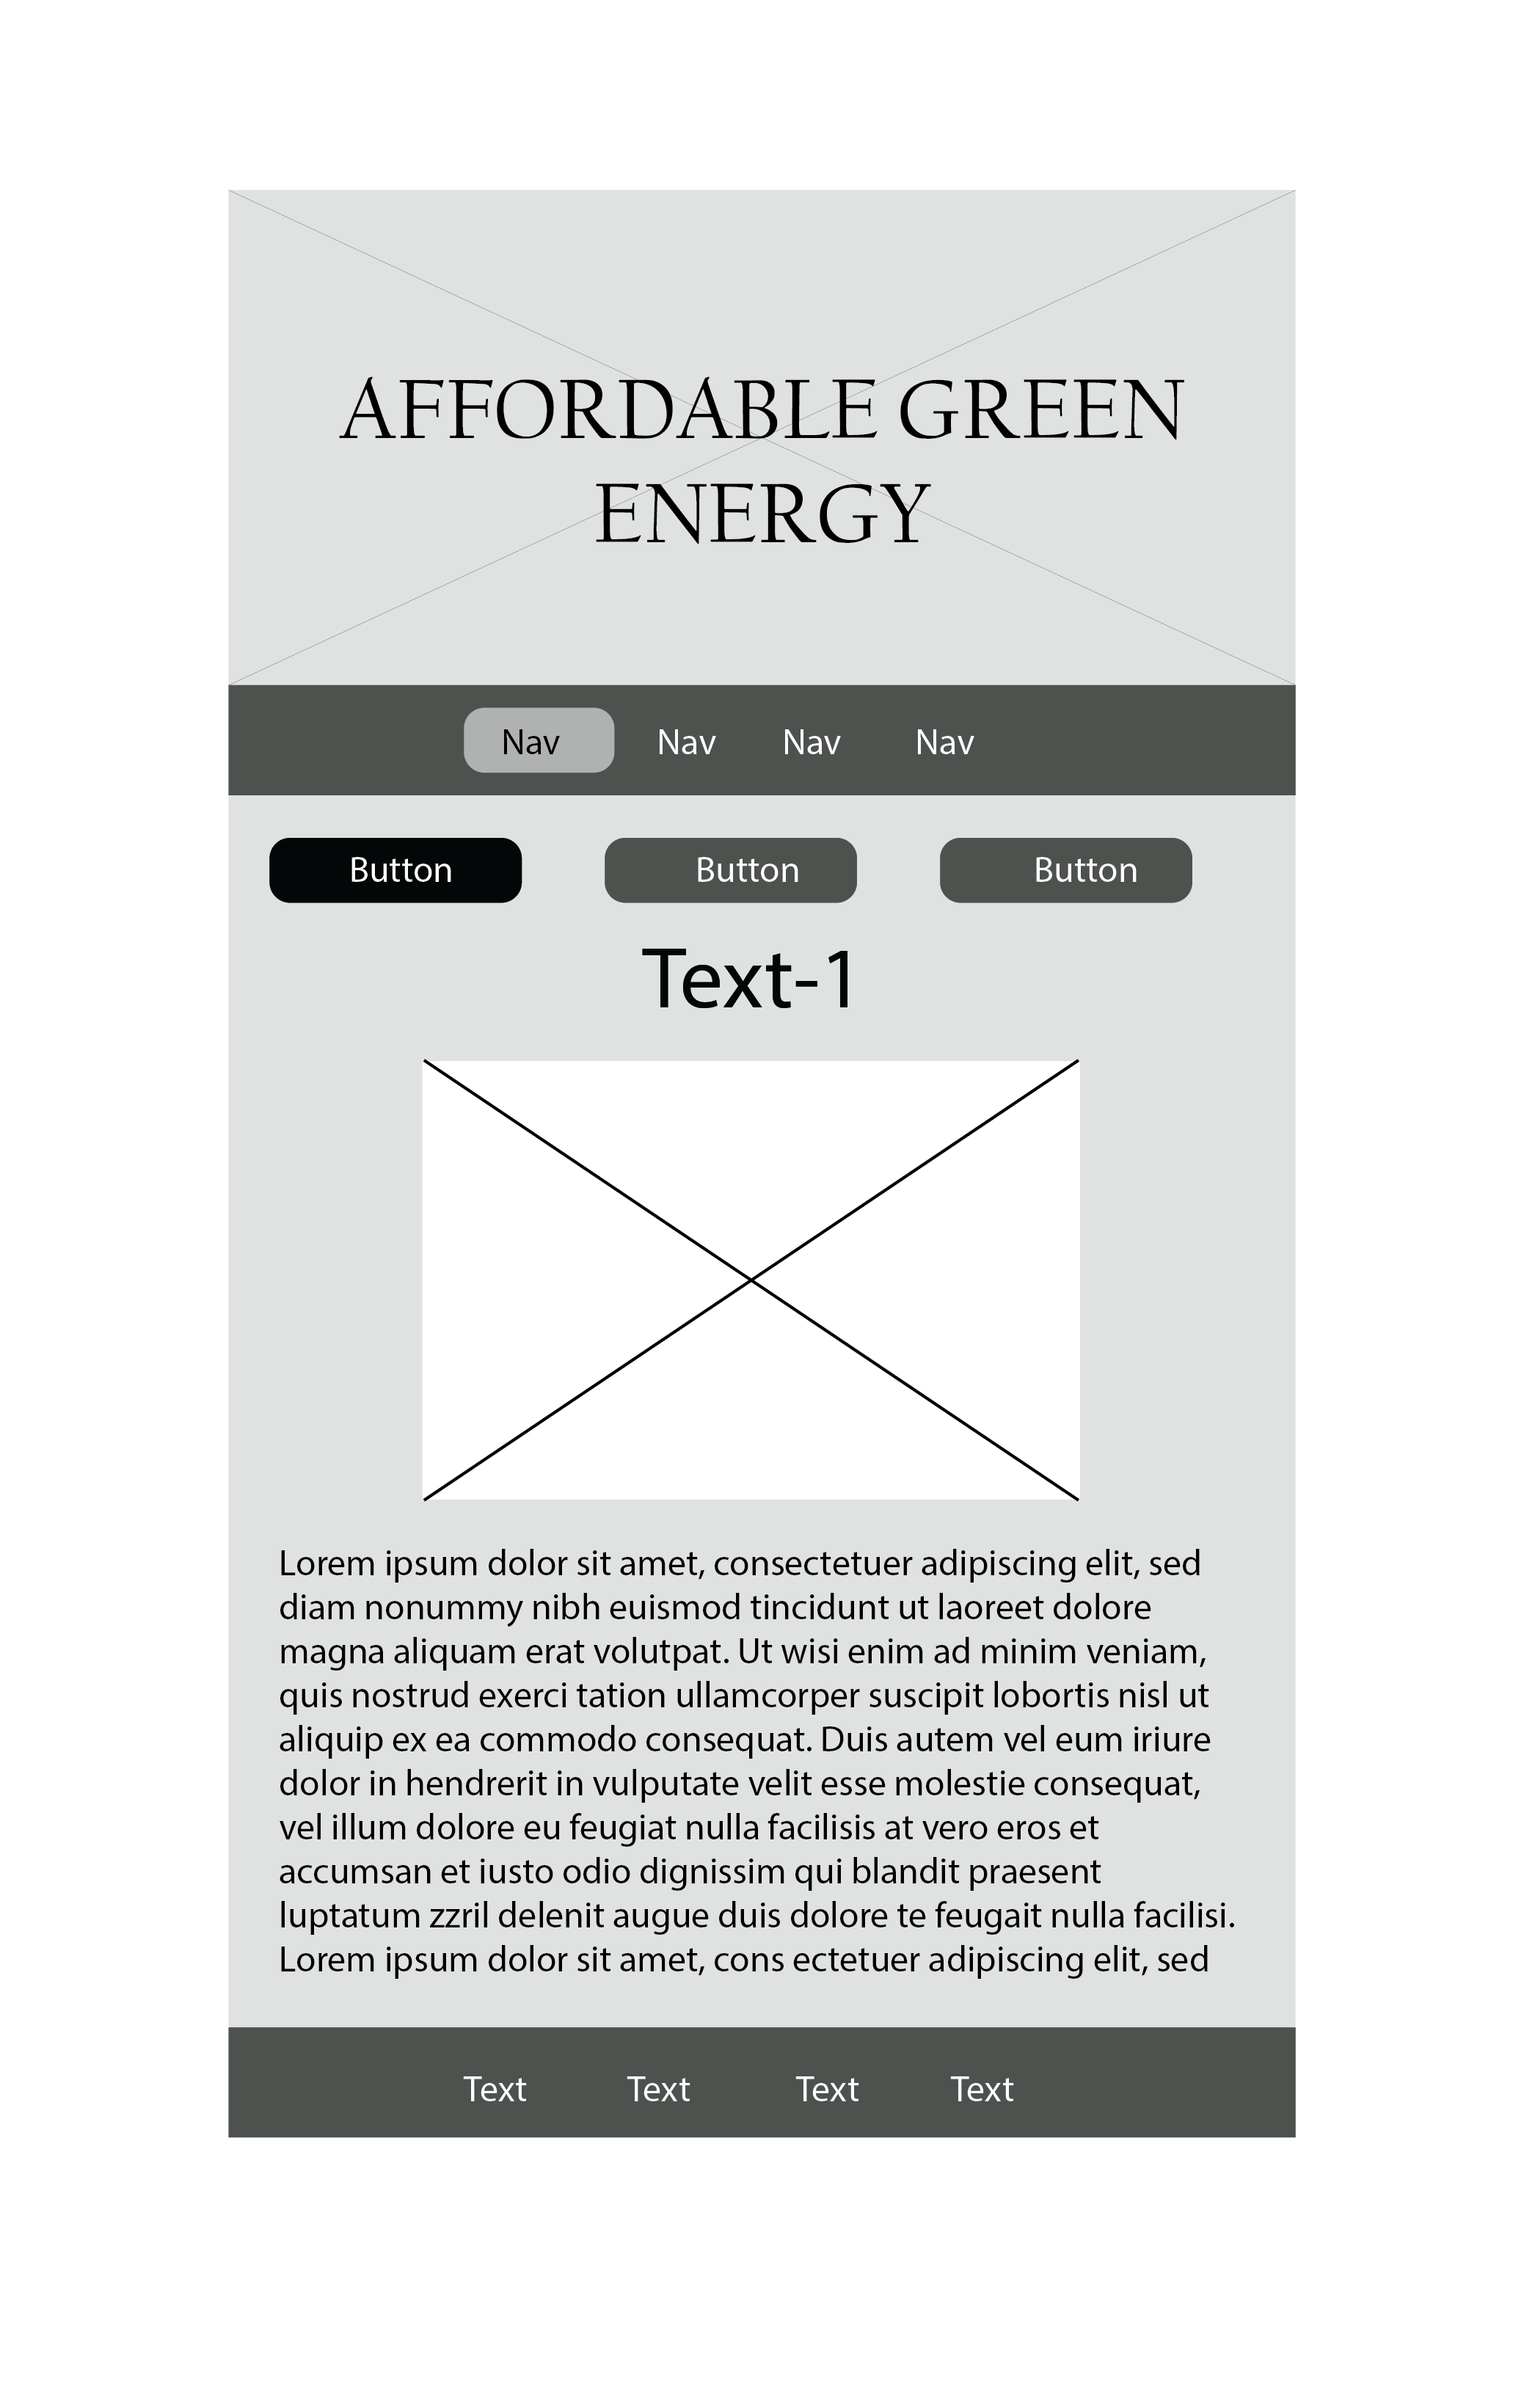 AFFORDABLE GREEN
ENERGY
Nav Nav Nav Nav
Button Button Button
Text-1
Lorem ipsum dolor sit amet, consectetuer adipiscing elit, sed
diam nonummy nibh euismod tincidunt ut laoreet dolore
magna aliquam erat volutpat. Ut wisi enim ad minim veniam,
quis nostrud exerci tation ullamcorper suscipit lobortis nisl ut
aliquip ex ea commodo consequat. Duis autem vel eum iriure
dolor in hendrerit in vulputate velit esse molestie consequat,
vel illum dolore eu feugiat nulla facilisis at vero eros et
accumsan et iusto odio dignissim qui blandit praesent
luptatum zzril delenit augue duis dolore te feugait nulla facilisi.
Lorem ipsum dolor sit amet, cons ectetuer adipiscing elit, sed
Text Text Text Text